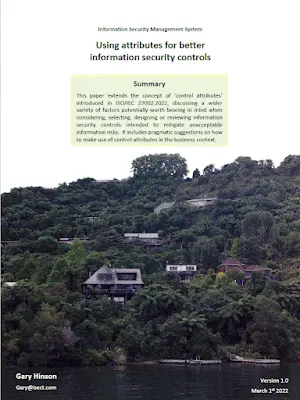 Information Security Management System
Using attributes for better
information security controls
Summary
This paper extends the concept of 'control attributes'
introduced in ISO/IEC 27002:2022, discussing a wider
variety of factors potentially worth bearing in mind when
considering, selecting, designing or reviewing information
security controls intended to mitigate unacceptable
information risks. It includes pragmatic suggestions on how
to make use of control attributes in the business context.
Gary Hinson
Gary@isect.com
Version 1.0
March 1st 2022